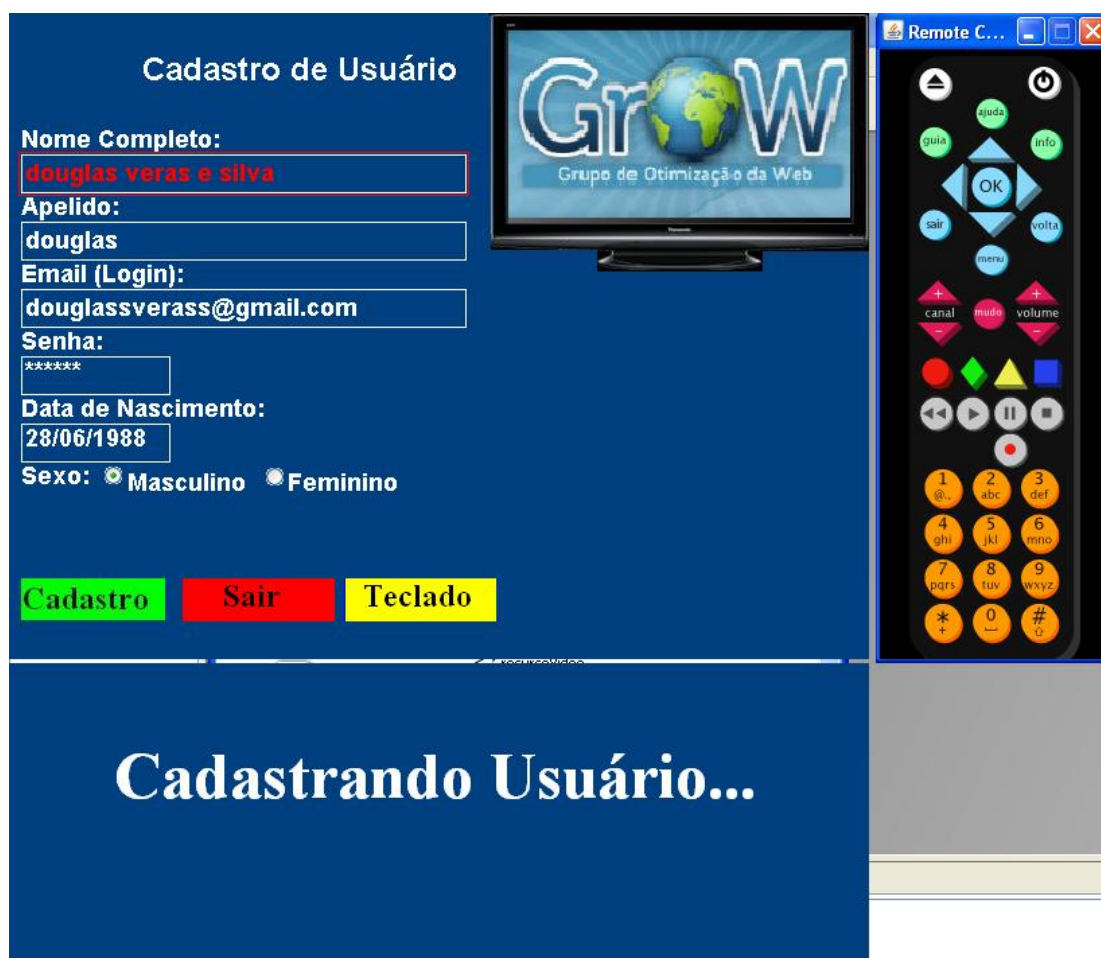 Cadastro de Usuário
Nome Completo:
douglas veras e silva
Apelido:
douglas
Email (Login):
douglassverass@gmail.com
Senha:
******
Data de Nascimento:
28/06/1988
Sexo: Masculino Feminino
Cadastro Sair Teclado
GrOW
Grupo de Otimização da Web
Panasonic
Remote C...
ajuda
guia info
OK
sair volta
menu
+ +
canal mudo volume
- -
1 2 3
@., abc def
4 5 6
ghi jkl mno
7 8 9
pqrs tuv wxyz
* 0 #
+
recursoVideo
Cadastrando Usuário...